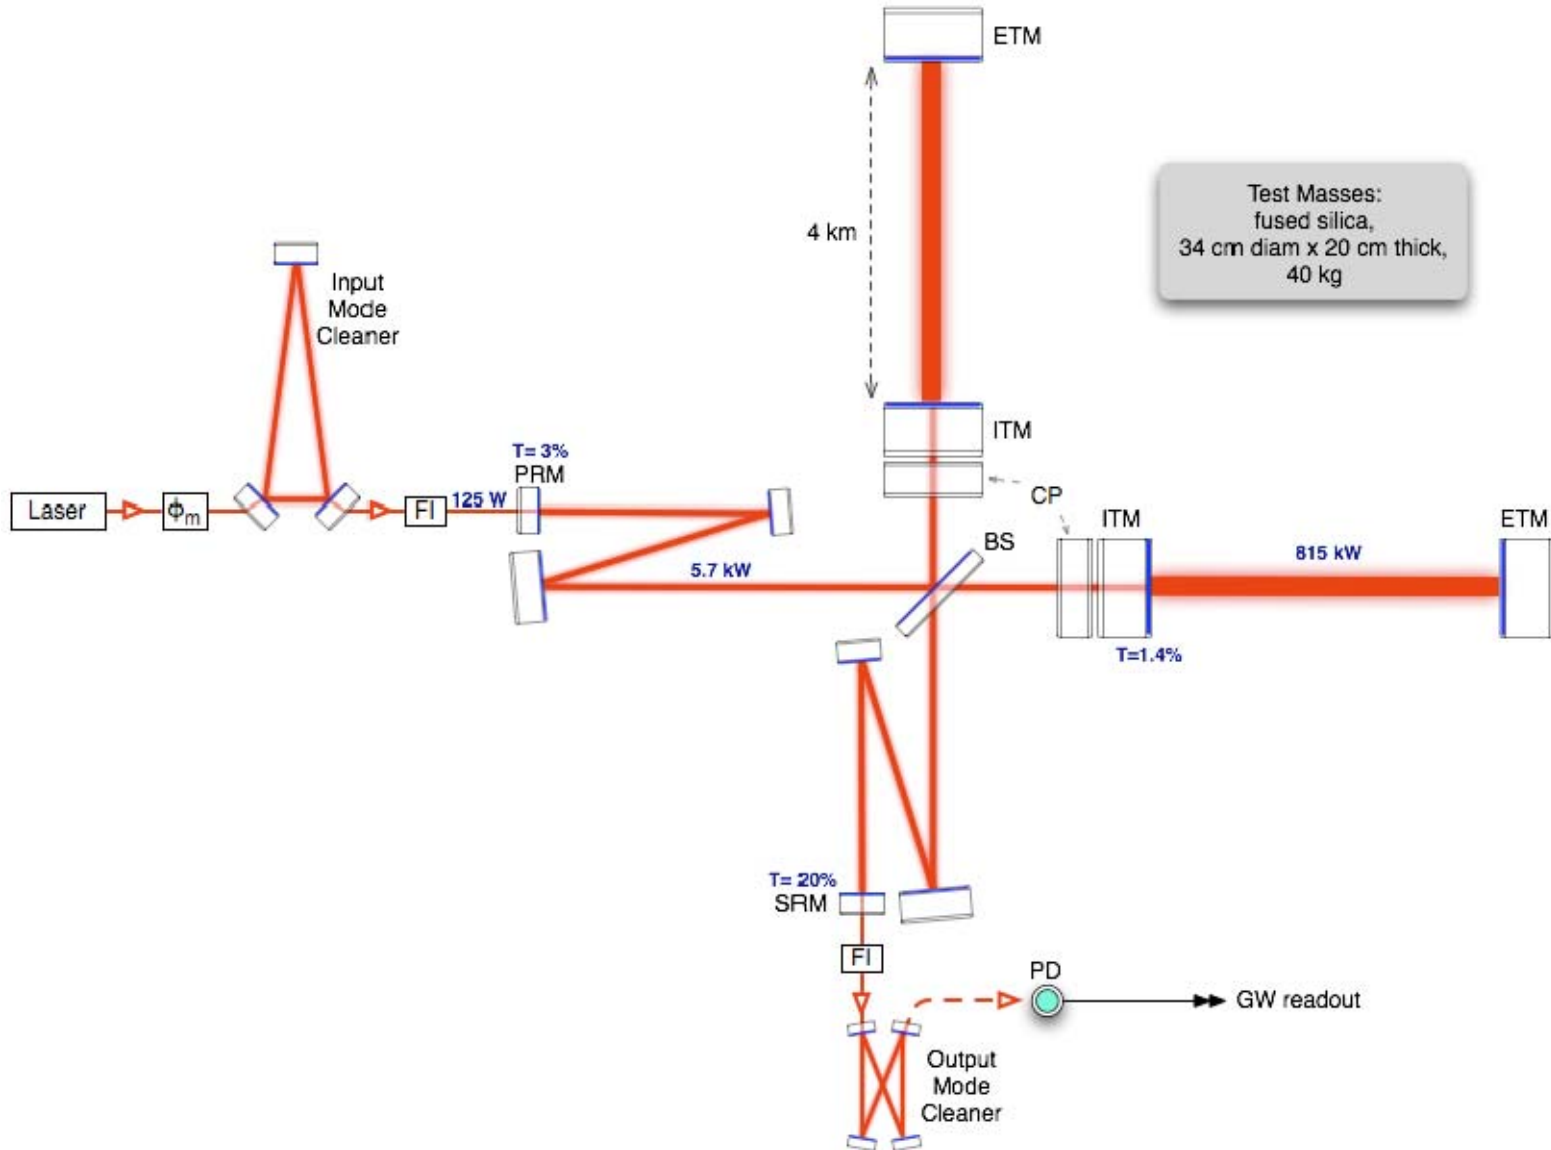 ETM
4 km
Test Masses:
fused silica,
34 cm diam x 20 cm thick,
40 kg
Input
Mode
Cleaner
ITM
T= 3%
PRM
CP
ITM
ETM
Laser
ϕm
FI
125 W
BS
815 kW
5.7 kW
T=1.4%
T= 20%
SRM
FI
PD
GW readout
Output
Mode
Cleaner